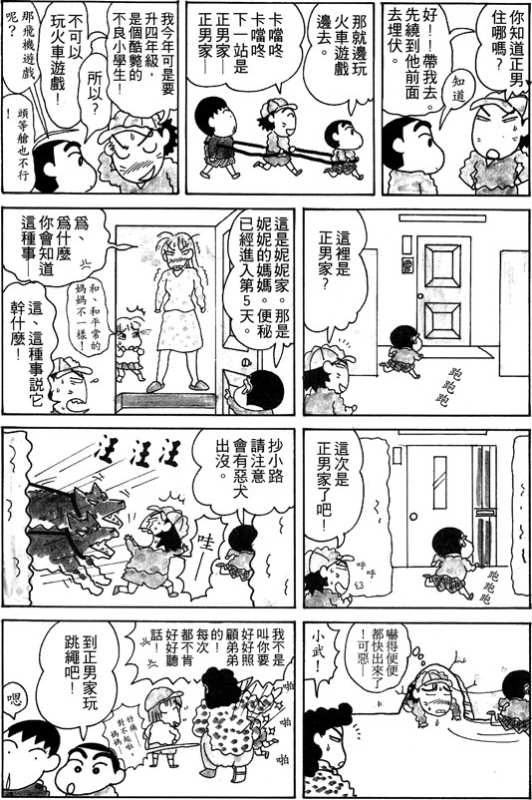 你知道正男
住哪嗎？
知道
好！！帶我去。
先繞到他前面
去埋伏。
那就邊玩
火車遊戲
邊去。
卡噹咚
卡噹咚
下一站是
正男家──
正男家──
我今年可是要
升四年級，
是個酷斃的
不良小學生！
所以？
不可以
玩火車遊戲！
那飛機遊戲
呢？
頭等艙也不行
！
這裡是
正男家？
跑
跑
跑
這是妮妮家。那是
妮妮的媽媽。便秘
已經進入第5天。
為、
為什麼
你會知道
這種事──
和、和平常的
媽媽不一樣！
這、這種事說它
幹什麼！
這次是
正男家了吧！
呼
呼
跑
跑
跑
抄小路
請注意
會有惡犬
出沒。
哇──
汪
汪
汪
嚇得便便
都快出來了
！可惡──
小武！
我不是
叫你要
好好照
顧弟弟
的！
每次
都不肯
好好聽
話！
啪
啪
啪
到正男家玩
跳繩吧！
嗯